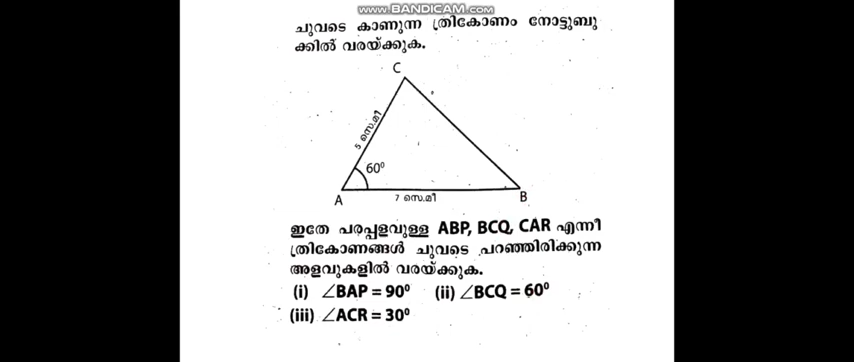 WWW.BANDICAM.COM
ചുവടെ കാണുന്ന ത്രികോണം നോട്ടുബു
ക്കിൽ വരയ്ക്കുക.
C
5 സെ.മീ
60⁰
A
7 സെ.മീ
B
ഇതേ പരപ്പളവുള്ള ABP, BCQ, CAR എന്നീ
ത്രികോണങ്ങൾ ചുവടെ പറഞ്ഞിരിക്കുന്ന
അളവുകളിൽ വരയ്ക്കുക.
(i) ∠BAP = 90⁰ (ii) ∠BCQ = 60⁰
(iii) ∠ACR = 30⁰